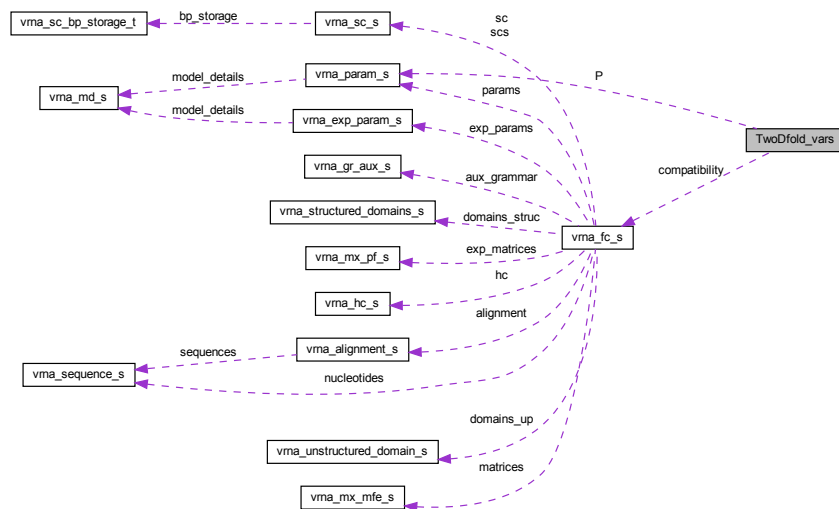 vrna_sc_bp_storage_t
bp_storage
vrna_sc_s
sc
scs
vrna_md_s
model_details
vrna_param_s
P
params
model_details
vrna_exp_param_s
exp_params
TwoDfold_vars
vrna_gr_aux_s
aux_grammar
compatibility
vrna_structured_domains_s
domains_struc
vrna_fc_s
vrna_mx_pf_s
exp_matrices
hc
vrna_hc_s
alignment
vrna_sequence_s
sequences
vrna_alignment_s
nucleotides
domains_up
vrna_unstructured_domain_s
matrices
vrna_mx_mfe_s